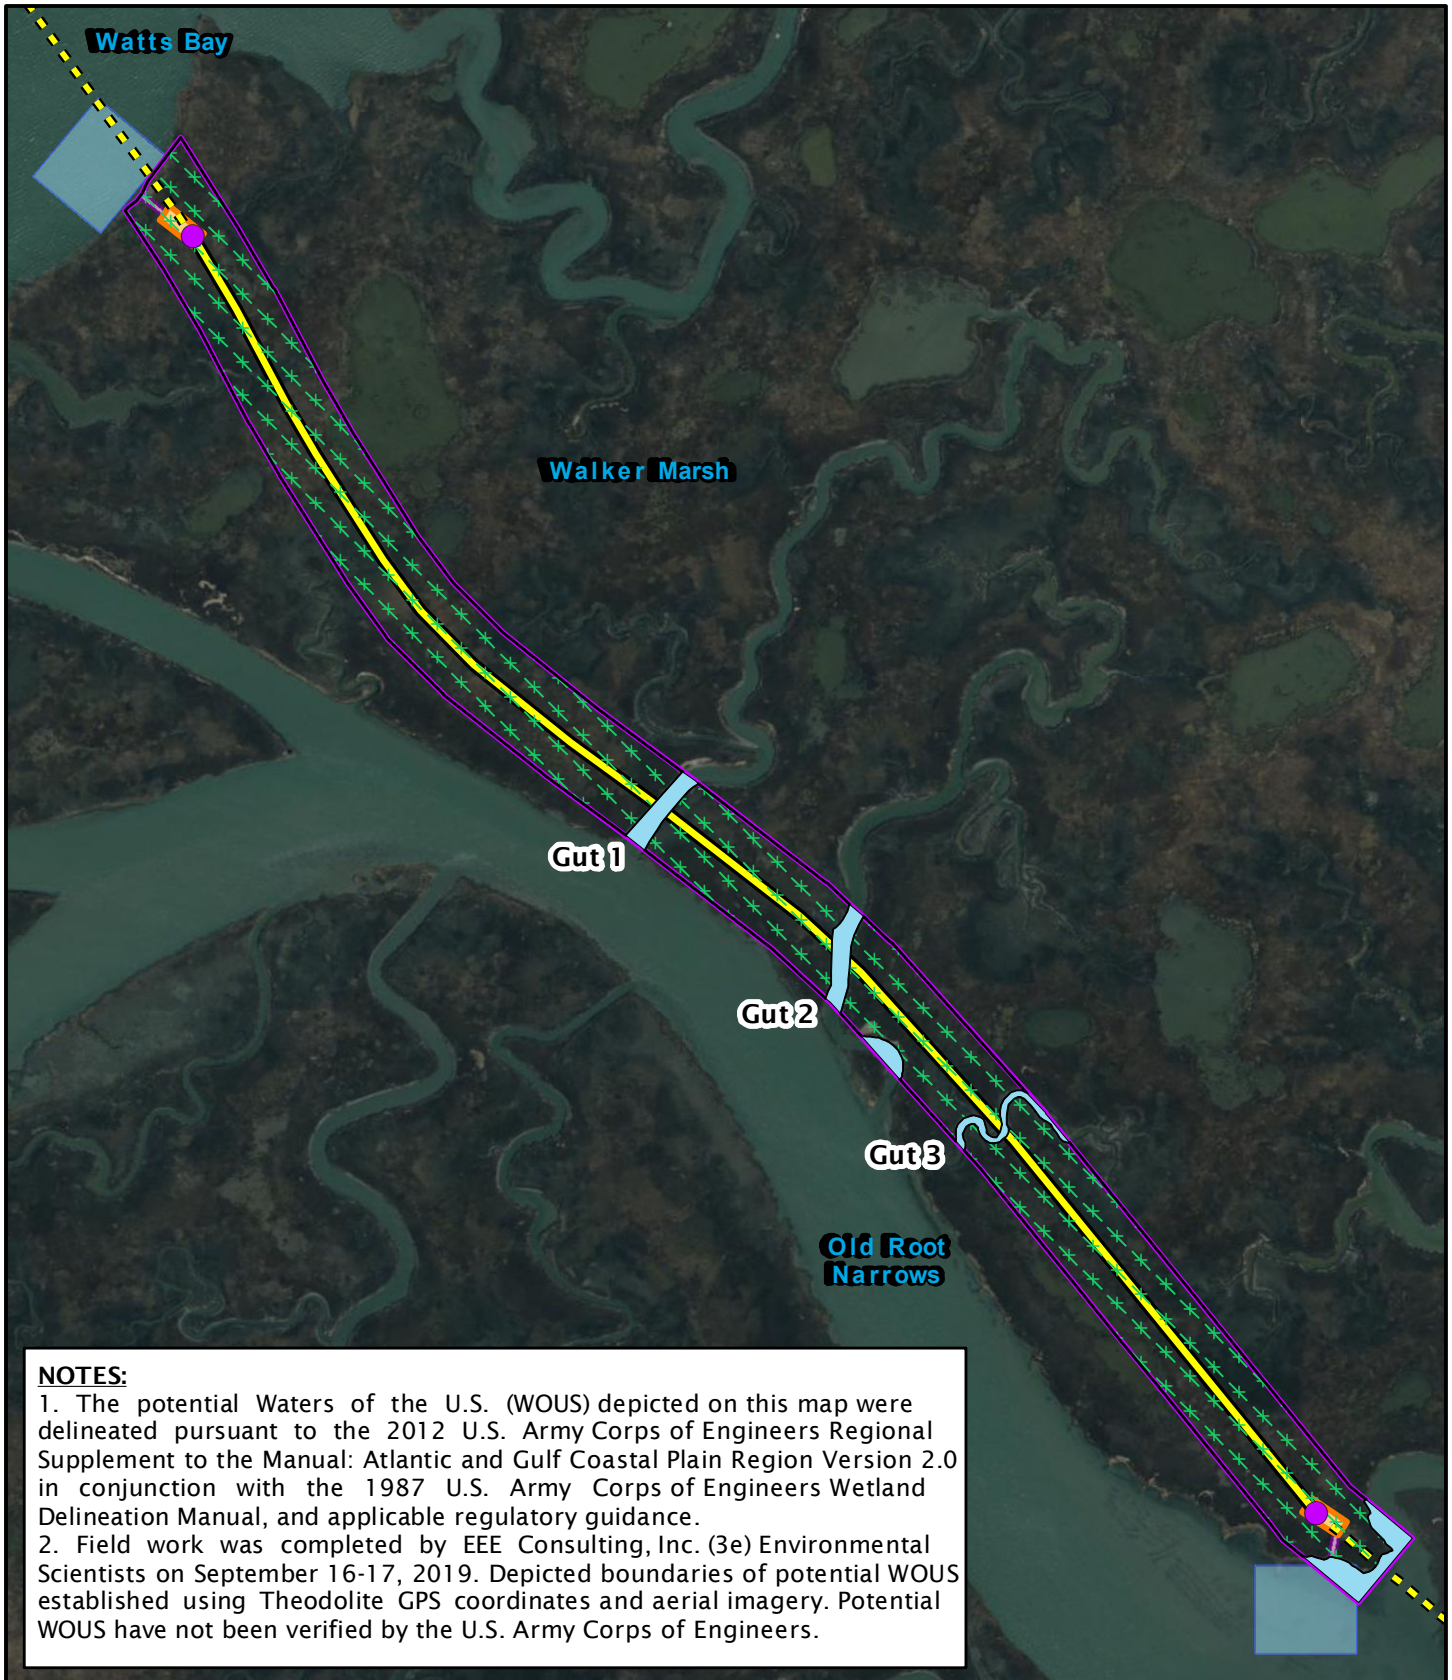 Watts Bay
Walker Marsh
Gut 1
Gut 2
Gut 3
Old Root
Narrows
NOTES:
1. The potential Waters of the U.S. (WOUS) depicted on this map were
delineated pursuant to the 2012 U.S. Army Corps of Engineers Regional
Supplement to the Manual: Atlantic and Gulf Coastal Plain Region Version 2.0
in conjunction with the 1987 U.S. Army Corps of Engineers Wetland
Delineation Manual, and applicable regulatory guidance.
2. Field work was completed by EEE Consulting, Inc. (3e) Environmental
Scientists on September 16-17, 2019. Depicted boundaries of potential WOUS
established using Theodolite GPS coordinates and aerial imagery. Potential
WOUS have not been verified by the U.S. Army Corps of Engineers.